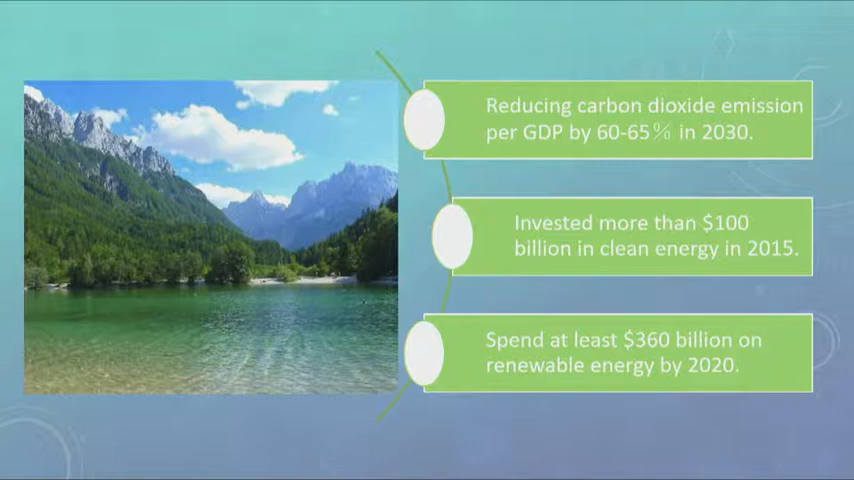 Reducing carbon dioxide emission
per GDP by 60-65% in 2030.
Invested more than $100
billion in clean energy in 2015.
Spend at least $360 billion on
renewable energy by 2020.